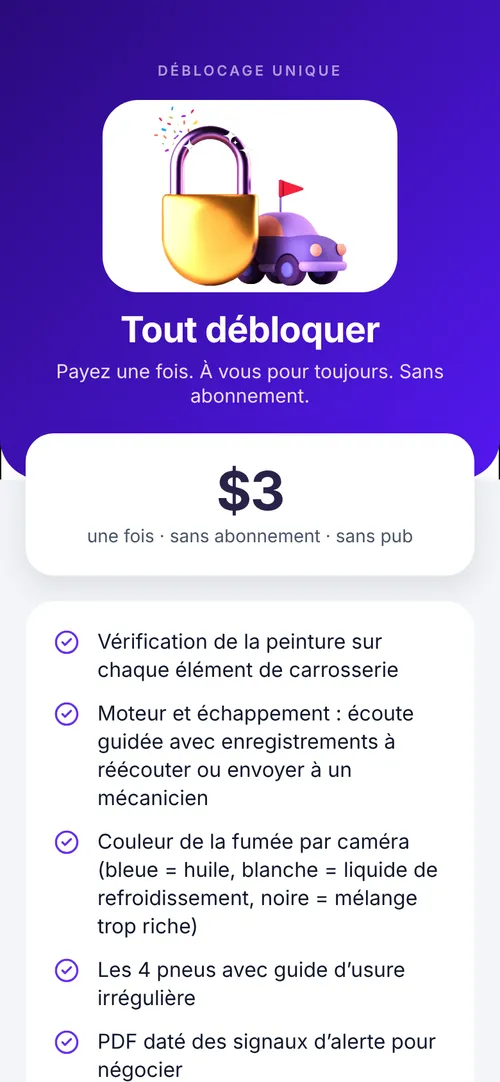 DÉBLOCAGE UNIQUE
Tout débloquer
Payez une fois. À vous pour toujours. Sans
abonnement.
$3
une fois · sans abonnement · sans pub
Vérification de la peinture sur
chaque élément de carrosserie
Moteur et échappement : écoute
guidée avec enregistrements à
réécouter ou envoyer à un
mécanicien
Couleur de la fumée par caméra
(bleue = huile, blanche = liquide de
refroidissement, noire = mélange
trop riche)
Les 4 pneus avec guide d’usure
irrégulière
PDF daté des signaux d’alerte pour
négocier